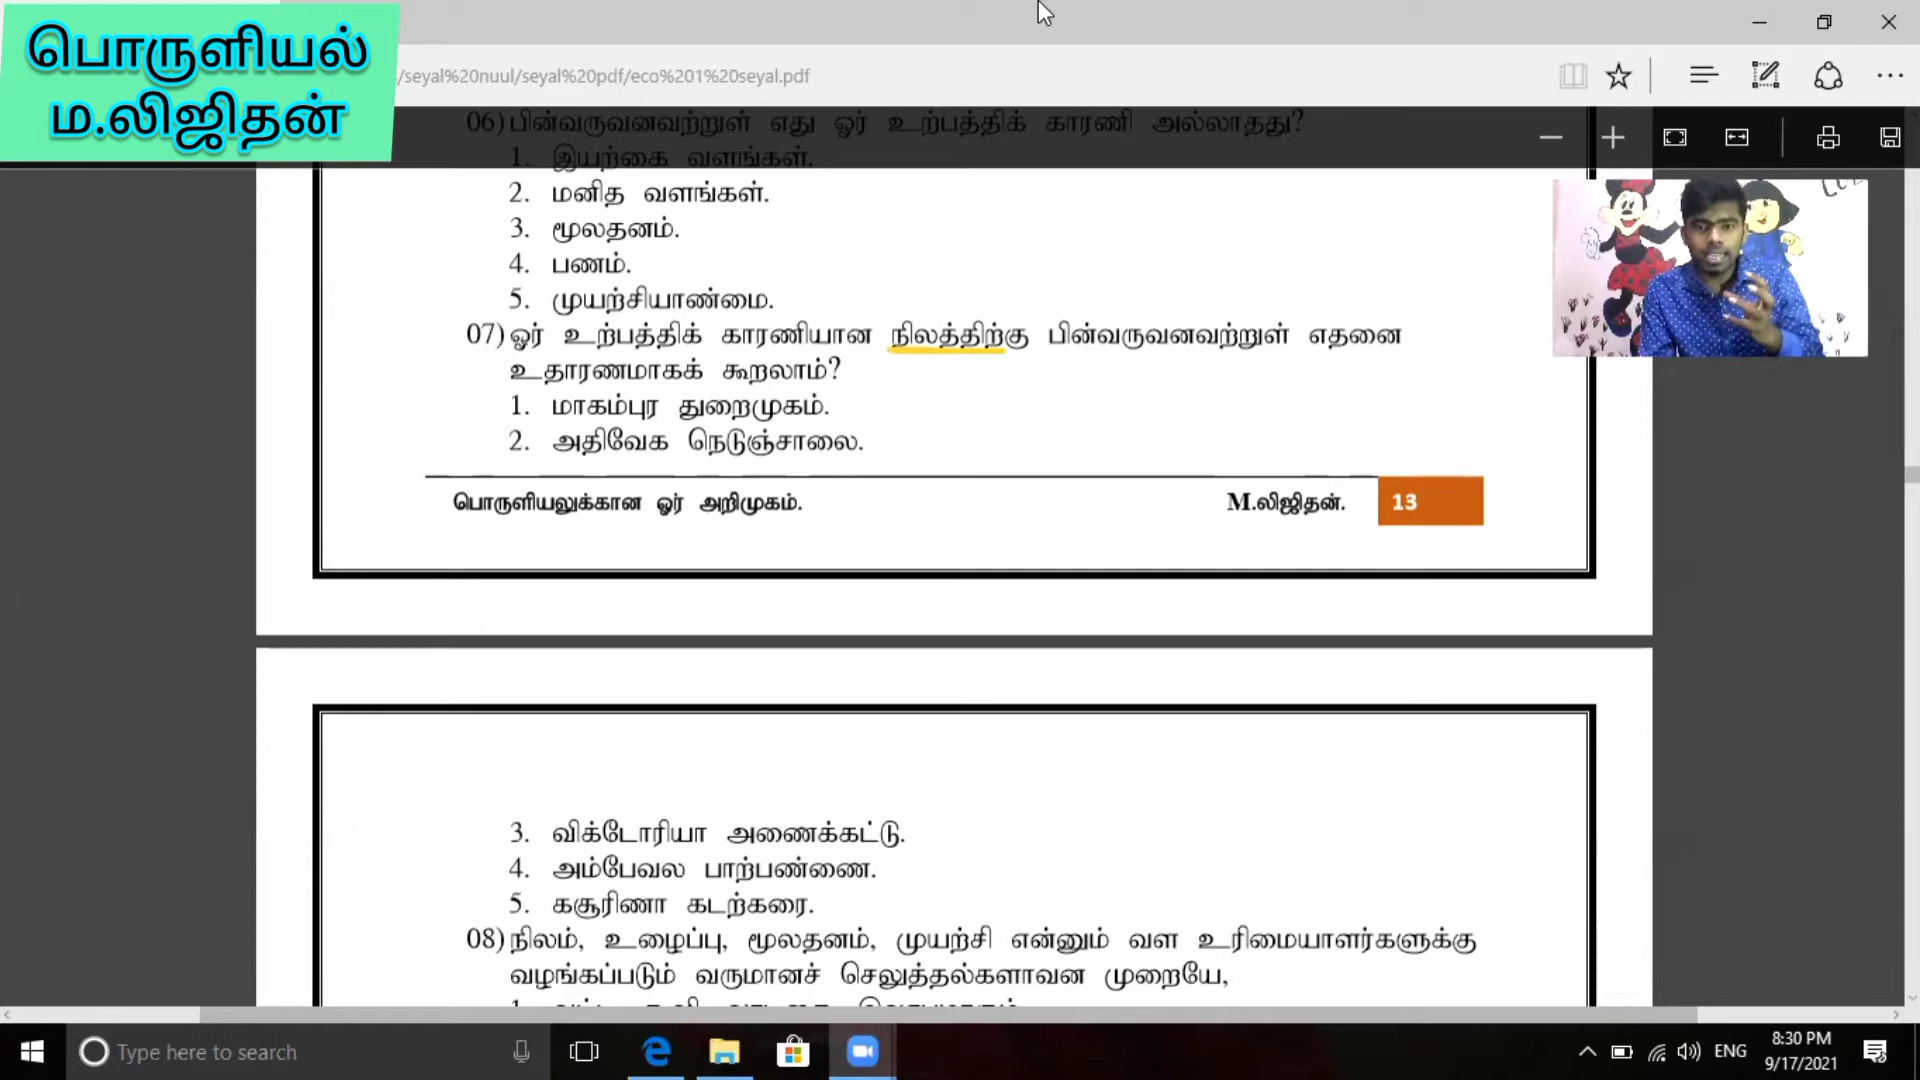 பொருளியல்
ம.லிஜிதன்
/seyal%20nuul/seyal%20pdf/eco%201%20seyal.pdf
06) பின்வருவனவற்றுள் எது ஓர் உற்பத்திக் காரணி அல்லாதது?
1. இயற்கை வளங்கள்.
2. மனித வளங்கள்.
3. மூலதனம்.
4. பணம்.
5. முயற்சியாண்மை.
07) ஓர் உற்பத்திக் காரணியான நிலத்திற்கு பின்வருவனவற்றுள் எதனை
உதாரணமாகக் கூறலாம்?
1. மாகம்புர துறைமுகம்.
2. அதிவேக நெடுஞ்சாலை.
பொருளியலுக்கான ஓர் அறிமுகம். M.லிஜிதன். 13
3. விக்டோரியா அணைக்கட்டு.
4. அம்பேவல பாற்பண்ணை.
5. கசூரிணா கடற்கரை.
08) நிலம், உழைப்பு, மூலதனம், முயற்சி என்னும் வள உரிமையாளர்களுக்கு
வழங்கப்படும் வருமானச் செலுத்தல்களாவன முறையே,
Type here to search
ENG
8:30 PM
9/17/2021